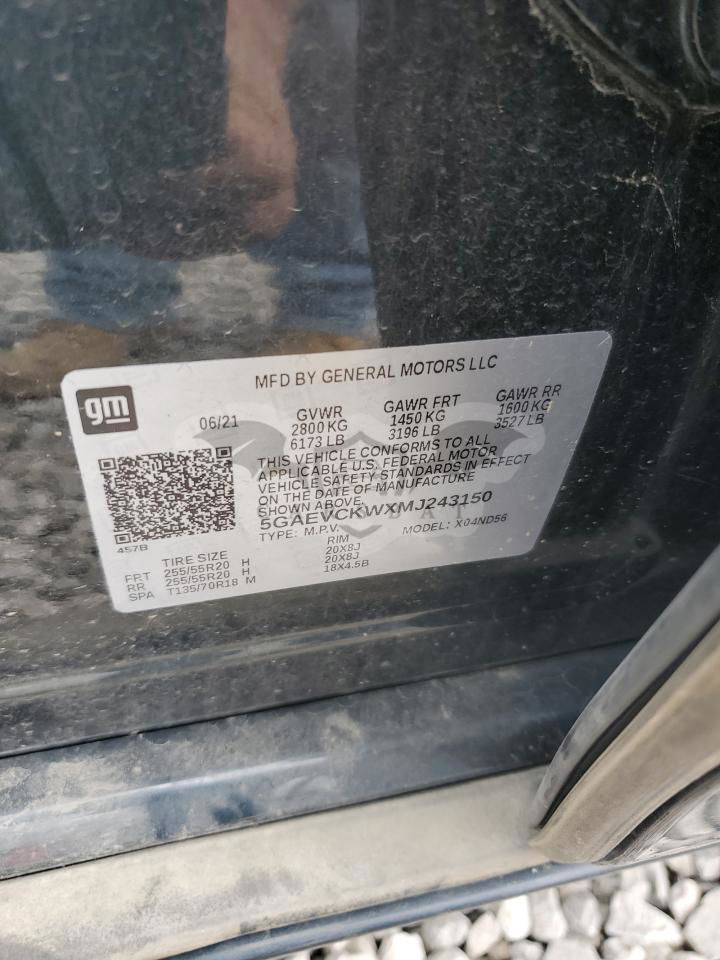 MFD BY GENERAL MOTORS LLC
gm
06/21
GVWR GAWR FRT GAWR RR
2800 KG 1450 KG 1600 KG
6173 LB 3196 LB 3527 LB
THIS VEHICLE CONFORMS TO ALL
APPLICABLE U.S. FEDERAL MOTOR
VEHICLE SAFETY STANDARDS IN EFFECT
ON THE DATE OF MANUFACTURE
SHOWN ABOVE.
5GAEVCKWXMJ243150
TYPE: M.P.V. MODEL: X04ND56
457B
TIRE SIZE RIM
FRT 255/55R20 H 20X8J
RR 255/55R20 H 20X8J
SPA T135/70R18 M 18X4.5B